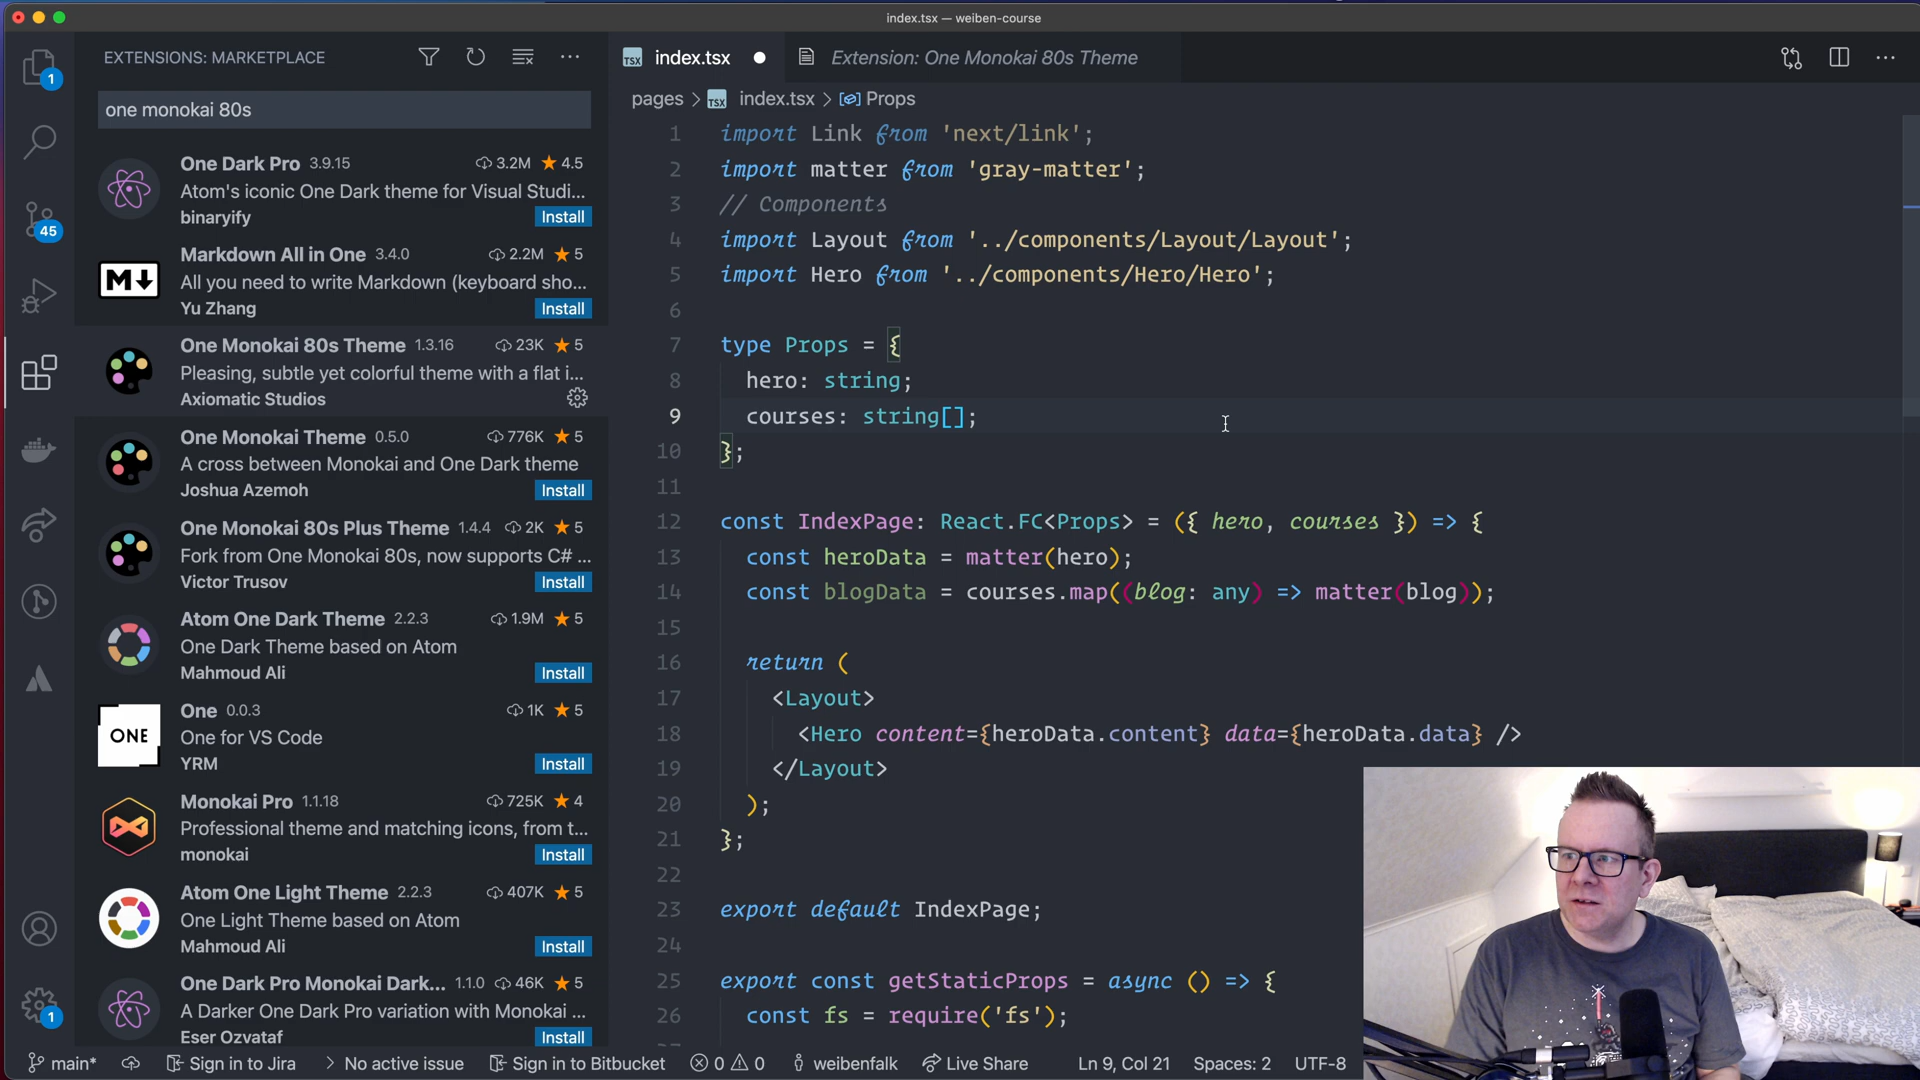 index.tsx — weiben-course
EXTENSIONS: MARKETPLACE
one monokai 80s
One Dark Pro 3.9.15 3.2M 4.5
Atom's iconic One Dark theme for Visual Studi...
binaryify Install
Markdown All in One 3.4.0 2.2M 5
All you need to write Markdown (keyboard sho...
Yu Zhang Install
One Monokai 80s Theme 1.3.16 23K 5
Pleasing, subtle yet colorful theme with a flat i...
Axiomatic Studios
One Monokai Theme 0.5.0 776K 5
A cross between Monokai and One Dark theme
Joshua Azemoh Install
One Monokai 80s Plus Theme 1.4.4 2K 5
Fork from One Monokai 80s, now supports C# ...
Victor Trusov Install
Atom One Dark Theme 2.2.3 1.9M 5
One Dark Theme based on Atom
Mahmoud Ali Install
ONE
One 0.0.3 1K 5
One for VS Code
YRM Install
Monokai Pro 1.1.18 725K 4
Professional theme and matching icons, from t...
monokai Install
Atom One Light Theme 2.2.3 407K 5
One Light Theme based on Atom
Mahmoud Ali Install
One Dark Pro Monokai Dark... 1.1.0 46K 5
A Darker One Dark Pro variation with Monokai ...
Eser Ozvataf Install
1
45
1
M
TSX index.tsx
Extension: One Monokai 80s Theme
pages > TSX index.tsx > Props
1 import Link from 'next/link';
2 import matter from 'gray-matter';
3 // Components
4 import Layout from '../components/Layout/Layout';
5 import Hero from '../components/Hero/Hero';
6
7 type Props = {
8 hero: string;
9 courses: string[];
10 };
11
12 const IndexPage: React.FC<Props> = ({ hero, courses }) => {
13 const heroData = matter(hero);
14 const blogData = courses.map((blog: any) => matter(blog));
15
16 return (
17 <Layout>
18 <Hero content={heroData.content} data={heroData.data} />
19 </Layout>
20 );
21 };
22
23 export default IndexPage;
24
25 export const getStaticProps = async () => {
26 const fs = require('fs');
main* Sign in to Jira > No active issue Sign in to Bitbucket 0 0 weibenfalk Live Share Ln 9, Col 21 Spaces: 2 UTF-8